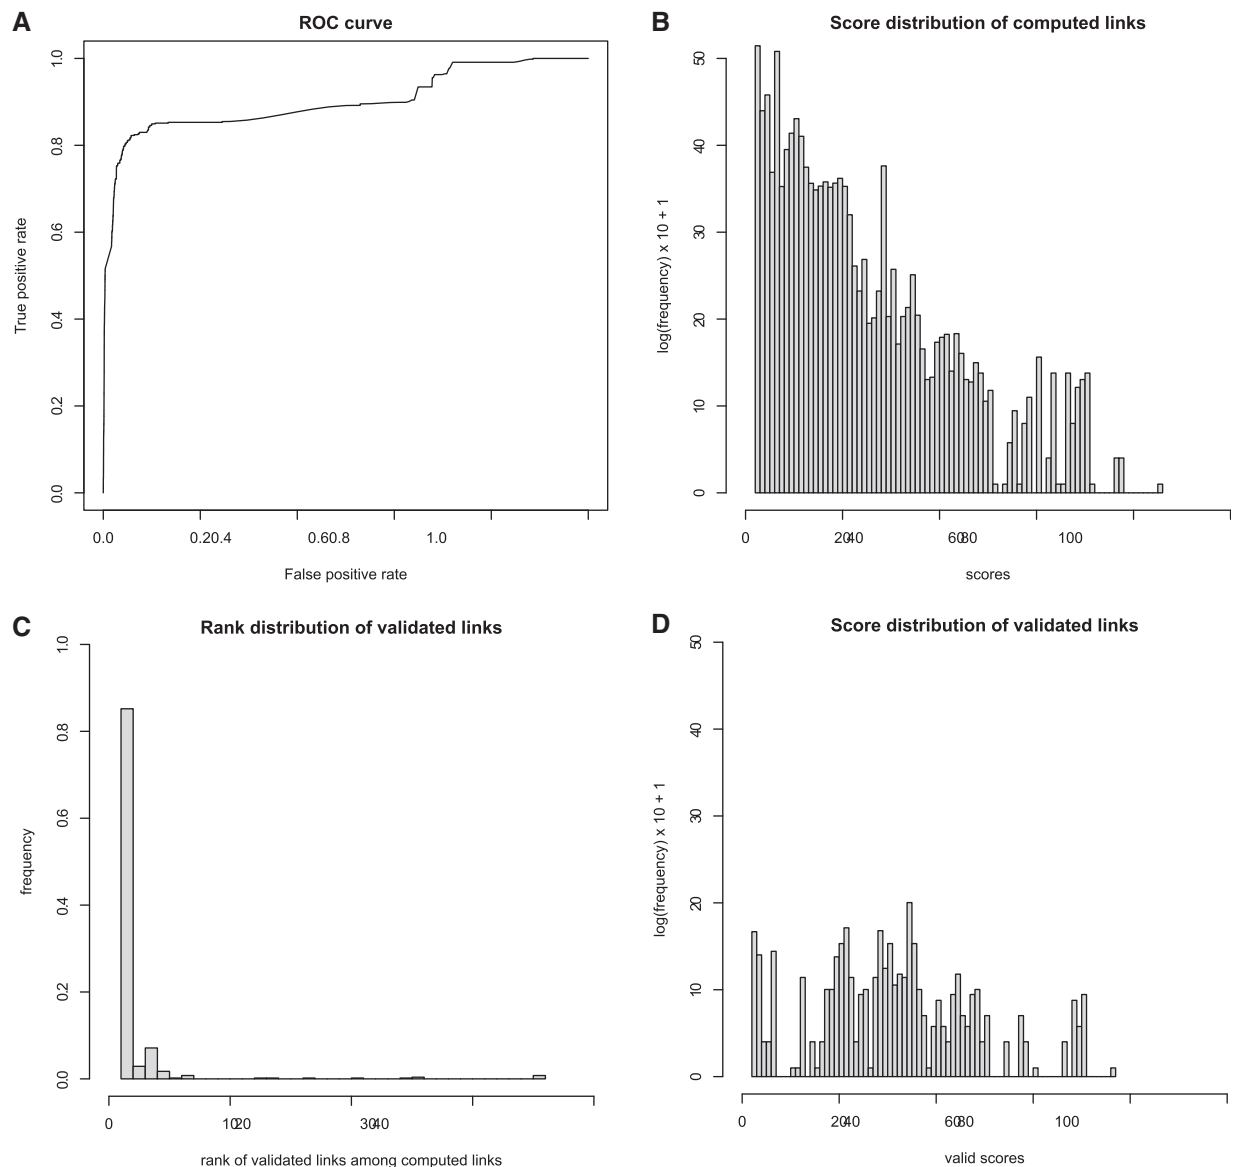 A
ROC curve
True positive rate
1.0
0.8
0.6
0.4
0.2
0.0
0.0 0.20.4 0.60.8 1.0
False positive rate
B
Score distribution of computed links
log(frequency) x 10 + 1
50
40
30
20
10
0
0 2040 6080 100
scores
C
Rank distribution of validated links
frequency
1.0
0.8
0.6
0.4
0.2
0.0
0 1020 3040
rank of validated links among computed links
D
Score distribution of validated links
log(frequency) x 10 + 1
50
40
30
20
10
0
0 2040 6080 100
valid scores